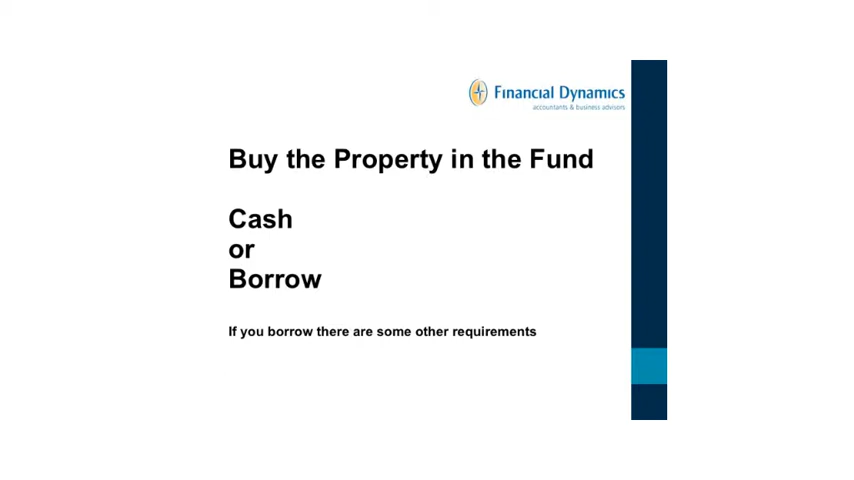 Financial Dynamics
accountants & business advisors
Buy the Property in the Fund
Cash
or
Borrow
If you borrow there are some other requirements